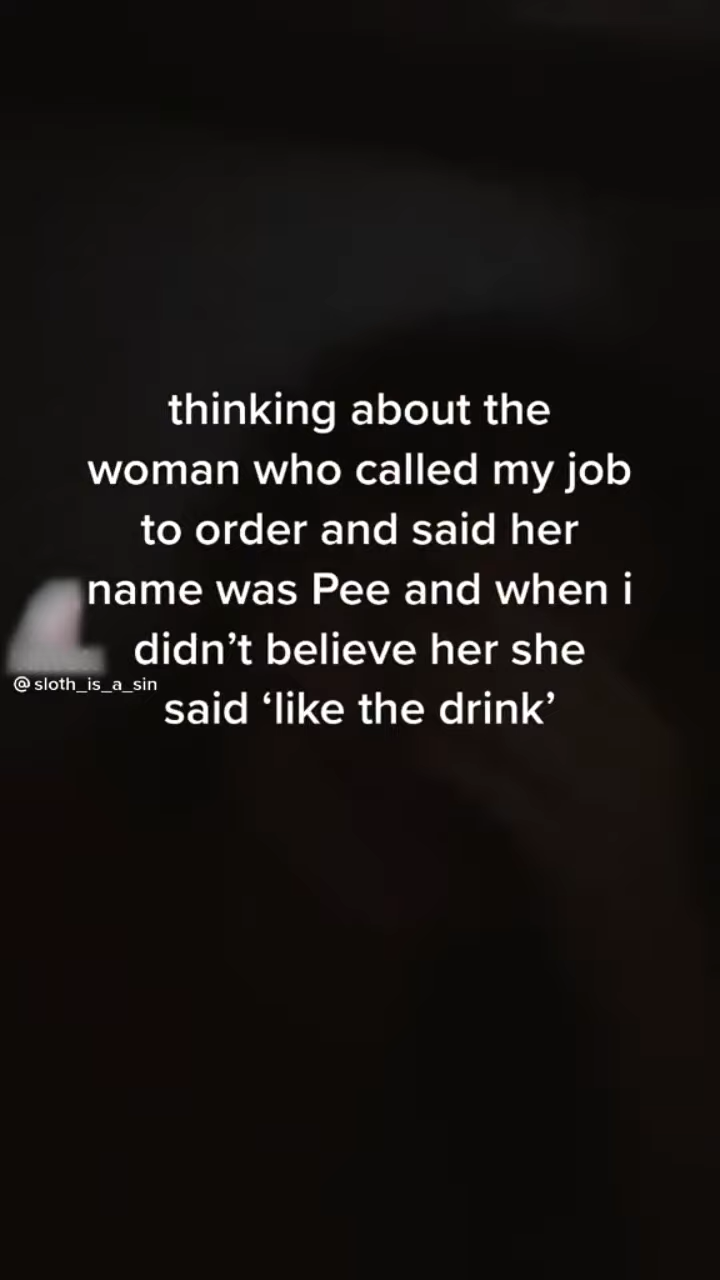 thinking about the
woman who called my job
to order and said her
name was Pee and when i
didn’t believe her she
@sloth_is_a_sin
said ‘like the drink’